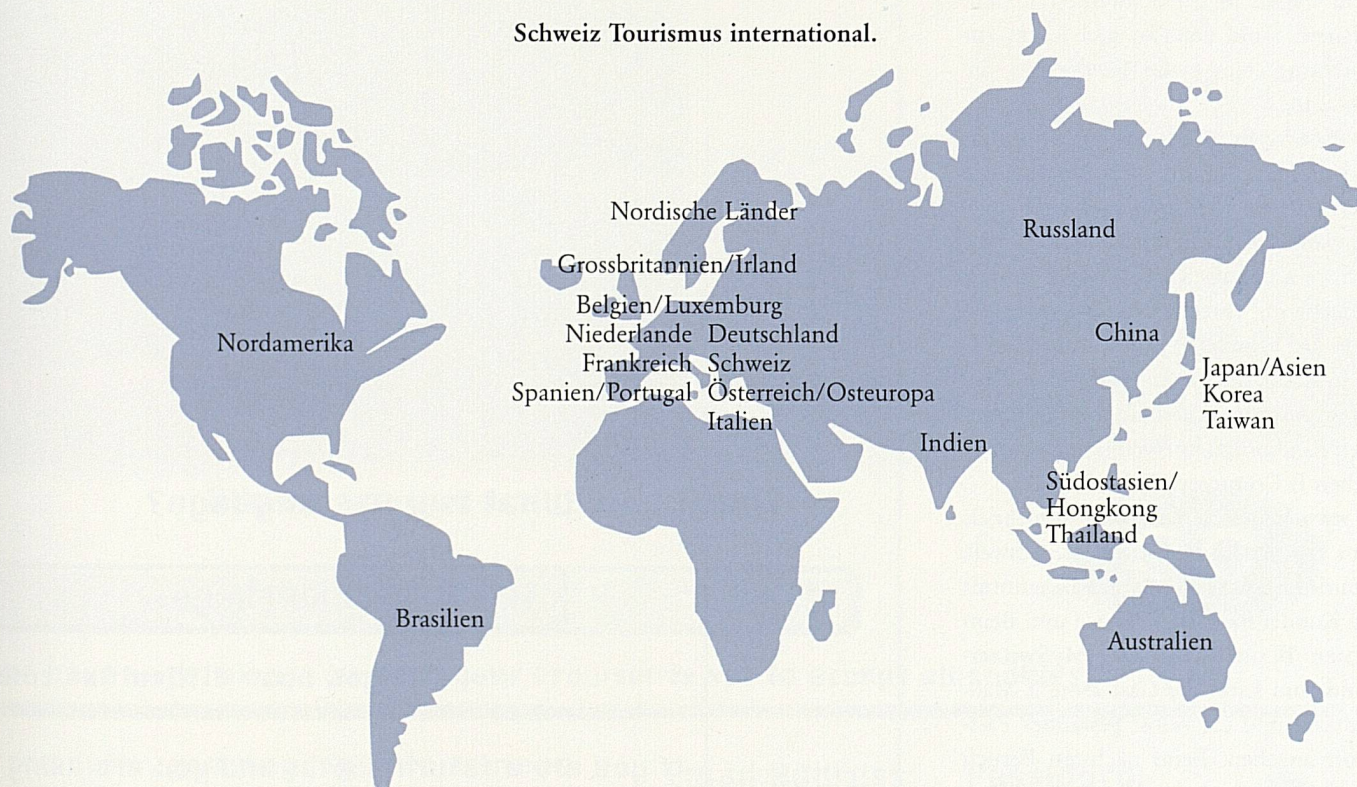 Schweiz Tourismus international.
Nordische Länder
Russland
Grossbritannien/Irland
Belgien/Luxemburg
Niederlande Deutschland
Nordamerika
China
Frankreich Schweiz
Japan/Asien
Korea
Taiwan
Spanien/Portugal Österreich/Osteuropa
Italien
Indien
Südostasien/
Hongkong
Thailand
Brasilien
Australien